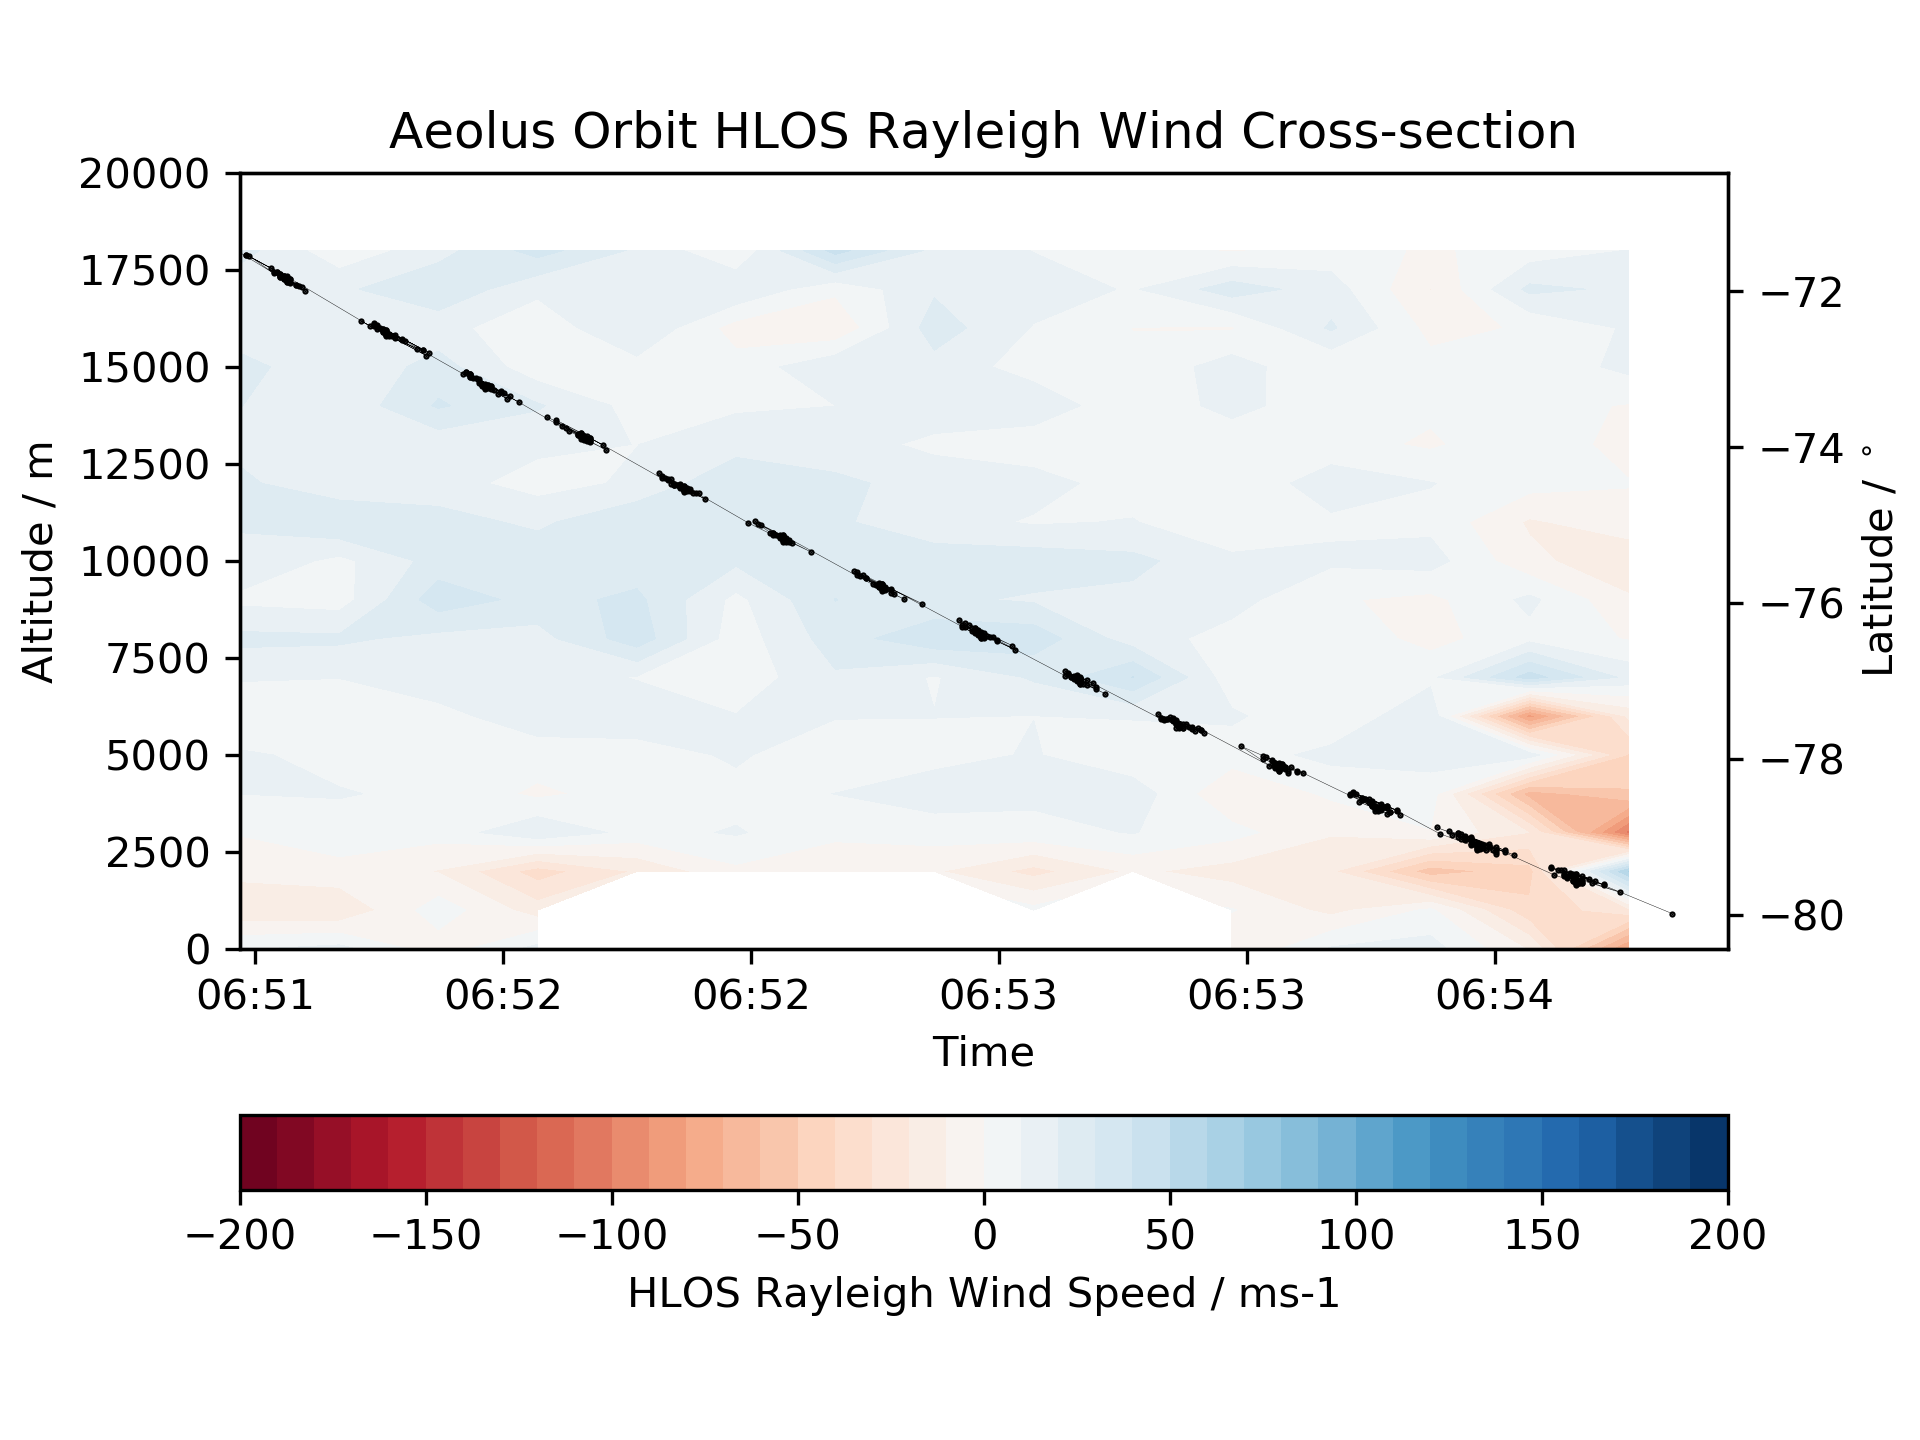 Aeolus Orbit HLOS Rayleigh Wind Cross-section
20000
17500
15000
12500
10000
7500
5000
2500
0
Altitude / m
−72
−74
−76
−78
−80
Latitude / °
06:51 06:52 06:52 06:53 06:53 06:54
Time
−200 −150 −100 −50 0 50 100 150 200
HLOS Rayleigh Wind Speed / ms-1